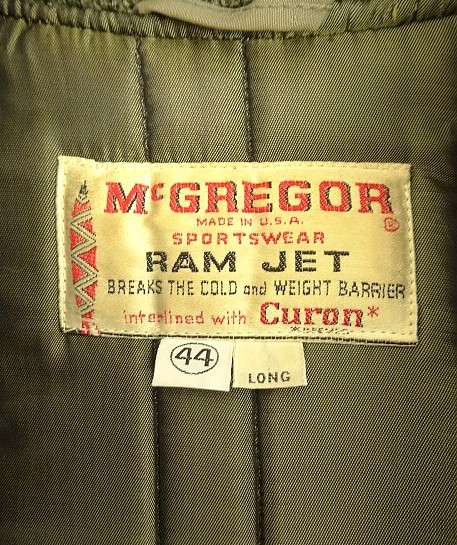 McGREGOR
MADE IN U.S.A.
SPORTSWEAR
RAM JET
BREAKS THE COLD and WEIGHT BARRIER
interlined with Curon*
44
LONG